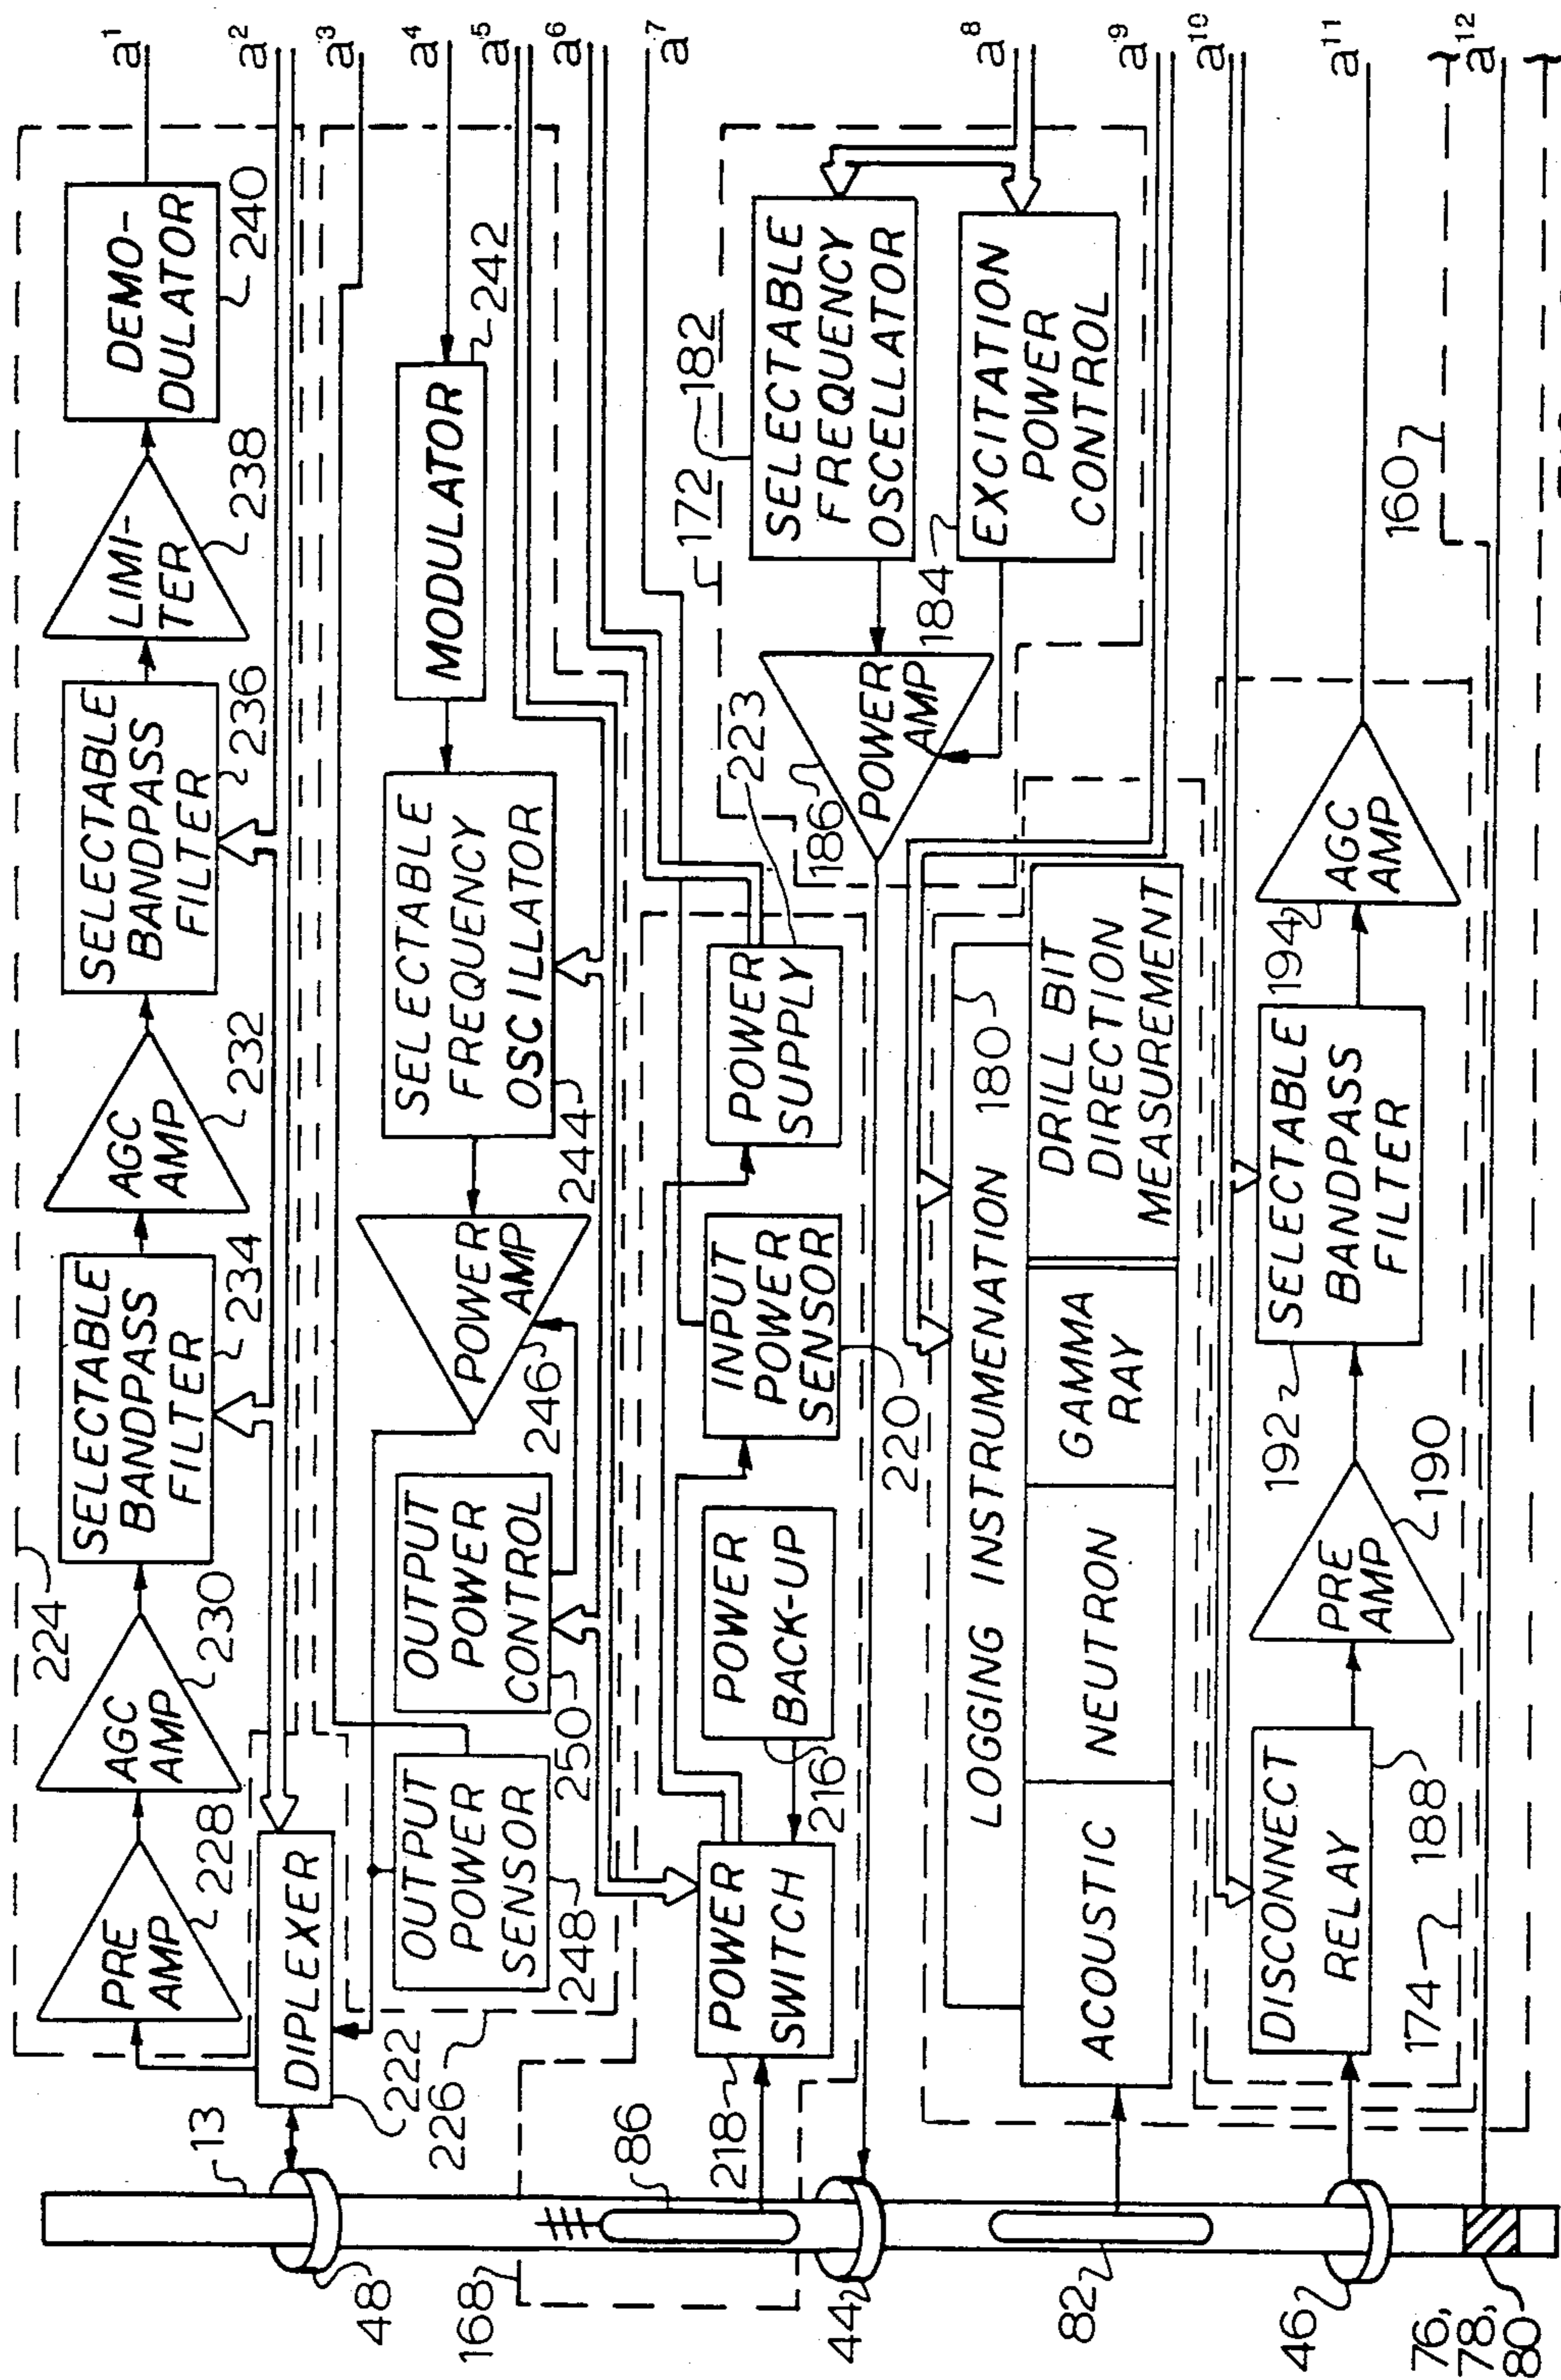 224
PRE
AMP
228
AGC
AMP
230
SELECTABLE
BANDPASS
FILTER
234
AGC
AMP
232
SELECTABLE
BANDPASS
FILTER
236
LIMI-
TER
238
DEMO-
DULATOR
240
a1
a2
a3
a4
a5
a6
a7
a8
a9
a10
a11
a12
13
48
DIPLEXER
222
226
OUTPUT
POWER
SENSOR
248
OUTPUT
POWER
CONTROL
250
POWER
AMP
246
SELECTABLE
FREQUENCY
OSCILLATOR
244
MODULATOR
242
168
86
218
POWER
SWITCH
216
POWER
BACK-UP
INPUT
POWER
SENSOR
220
POWER
SUPPLY
223
172
182
SELECTABLE
FREQUENCY
OSCELLATOR
184
EXCITATION
POWER
CONTROL
186
POWER
AMP
44
82
LOGGING INSTRUMENATION
180
ACOUSTIC
NEUTRON
GAMMA
RAY
DRILL BIT
DIRECTION
MEASUREMENT
46
DISCONNECT
RELAY
188
174
PRE
AMP
190
192
SELECTABLE
BANDPASS
FILTER
194
AGC
AMP
160
76,
78,
80